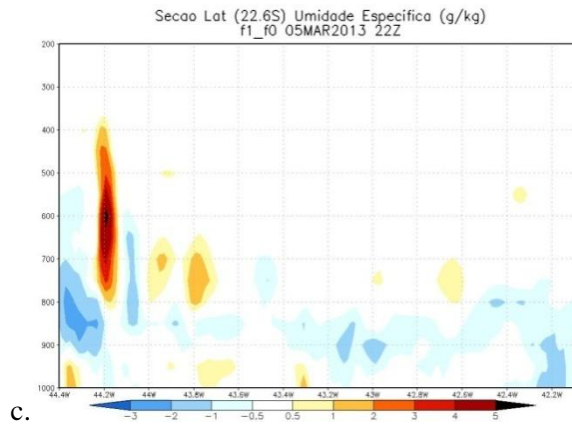 Secao Lat (22.6S) Umidade Especifica (g/kg)
f1_f0 05MAR2013 22Z
200
300
400
500
600
700
800
900
1000
44.4W 44.2W 44W 43.8W 43.6W 43.4W 43.2W 43W 42.8W 42.6W 42.4W 42.2W
-3 -2 -1 -0.5 0.5 1 2 3 4 5
c.